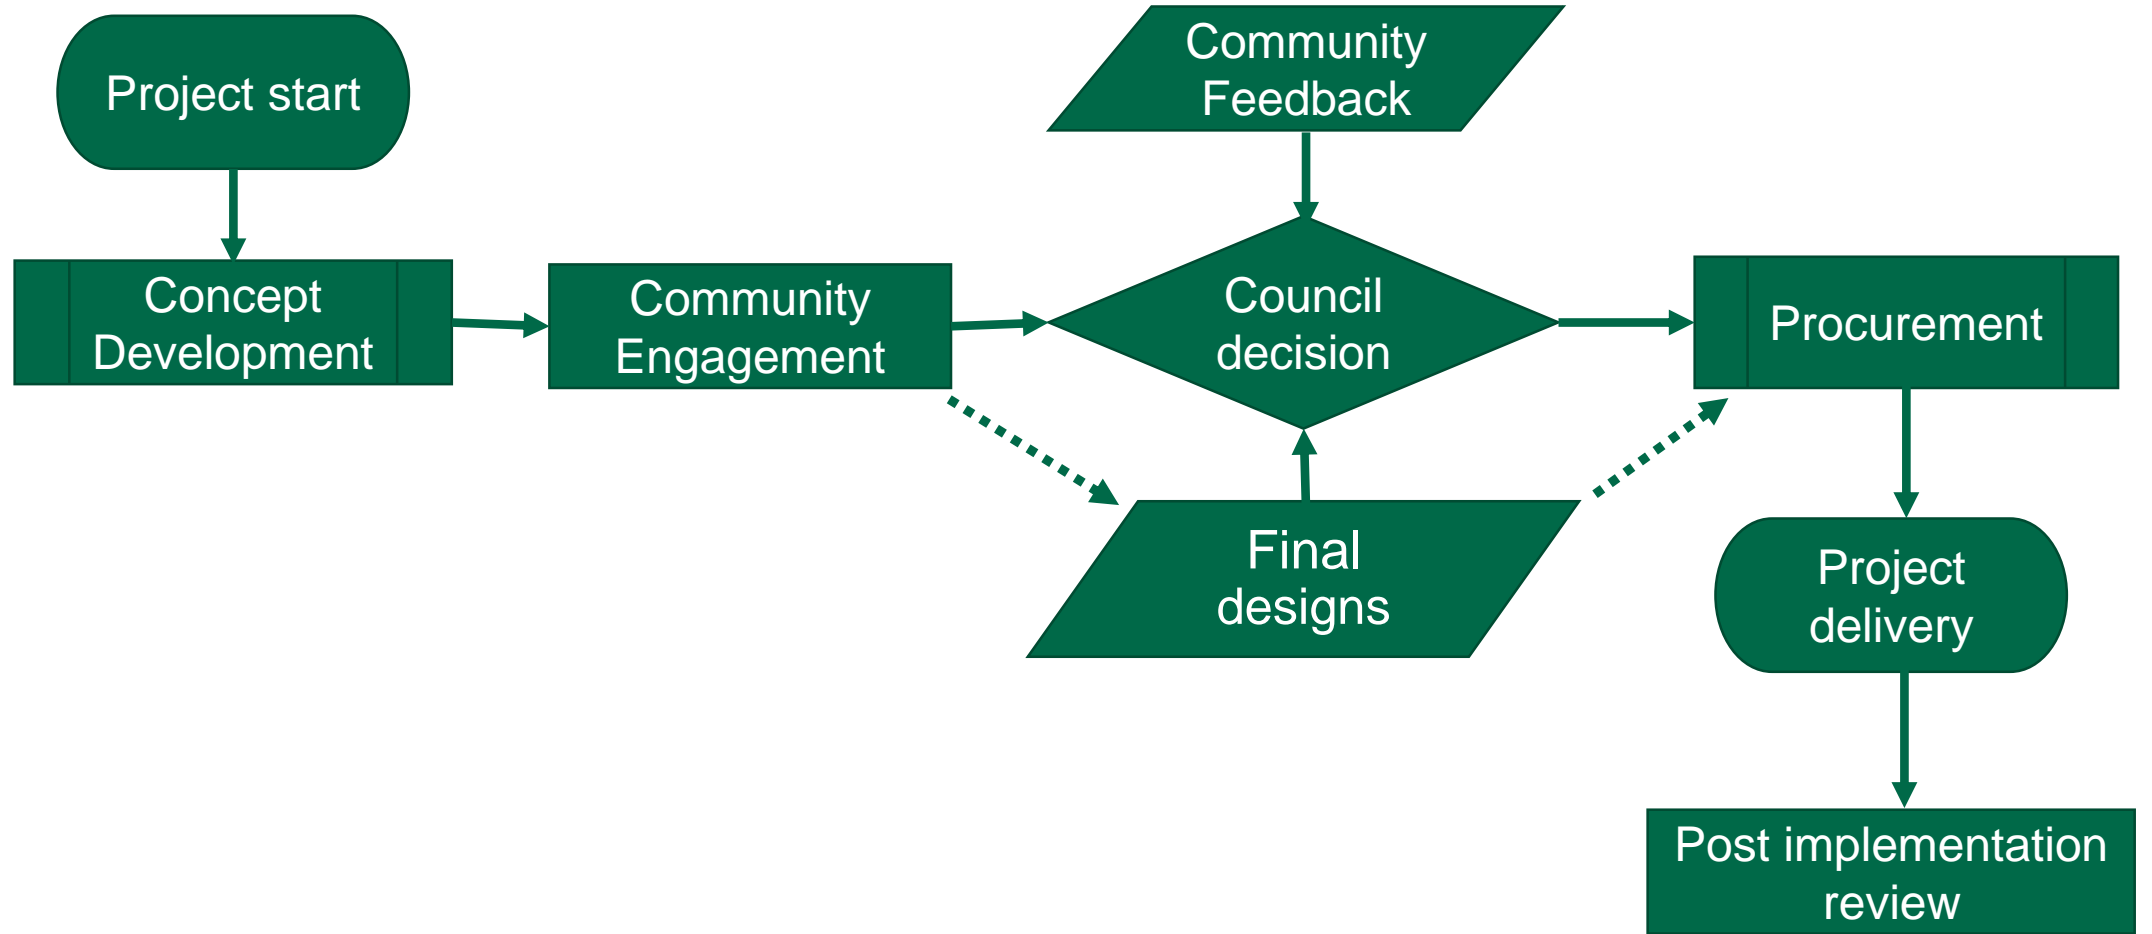 Project start
Community
Feedback
Concept
Development
Community
Engagement
Council
decision
Procurement
Final
designs
Project
delivery
Post implementation
review